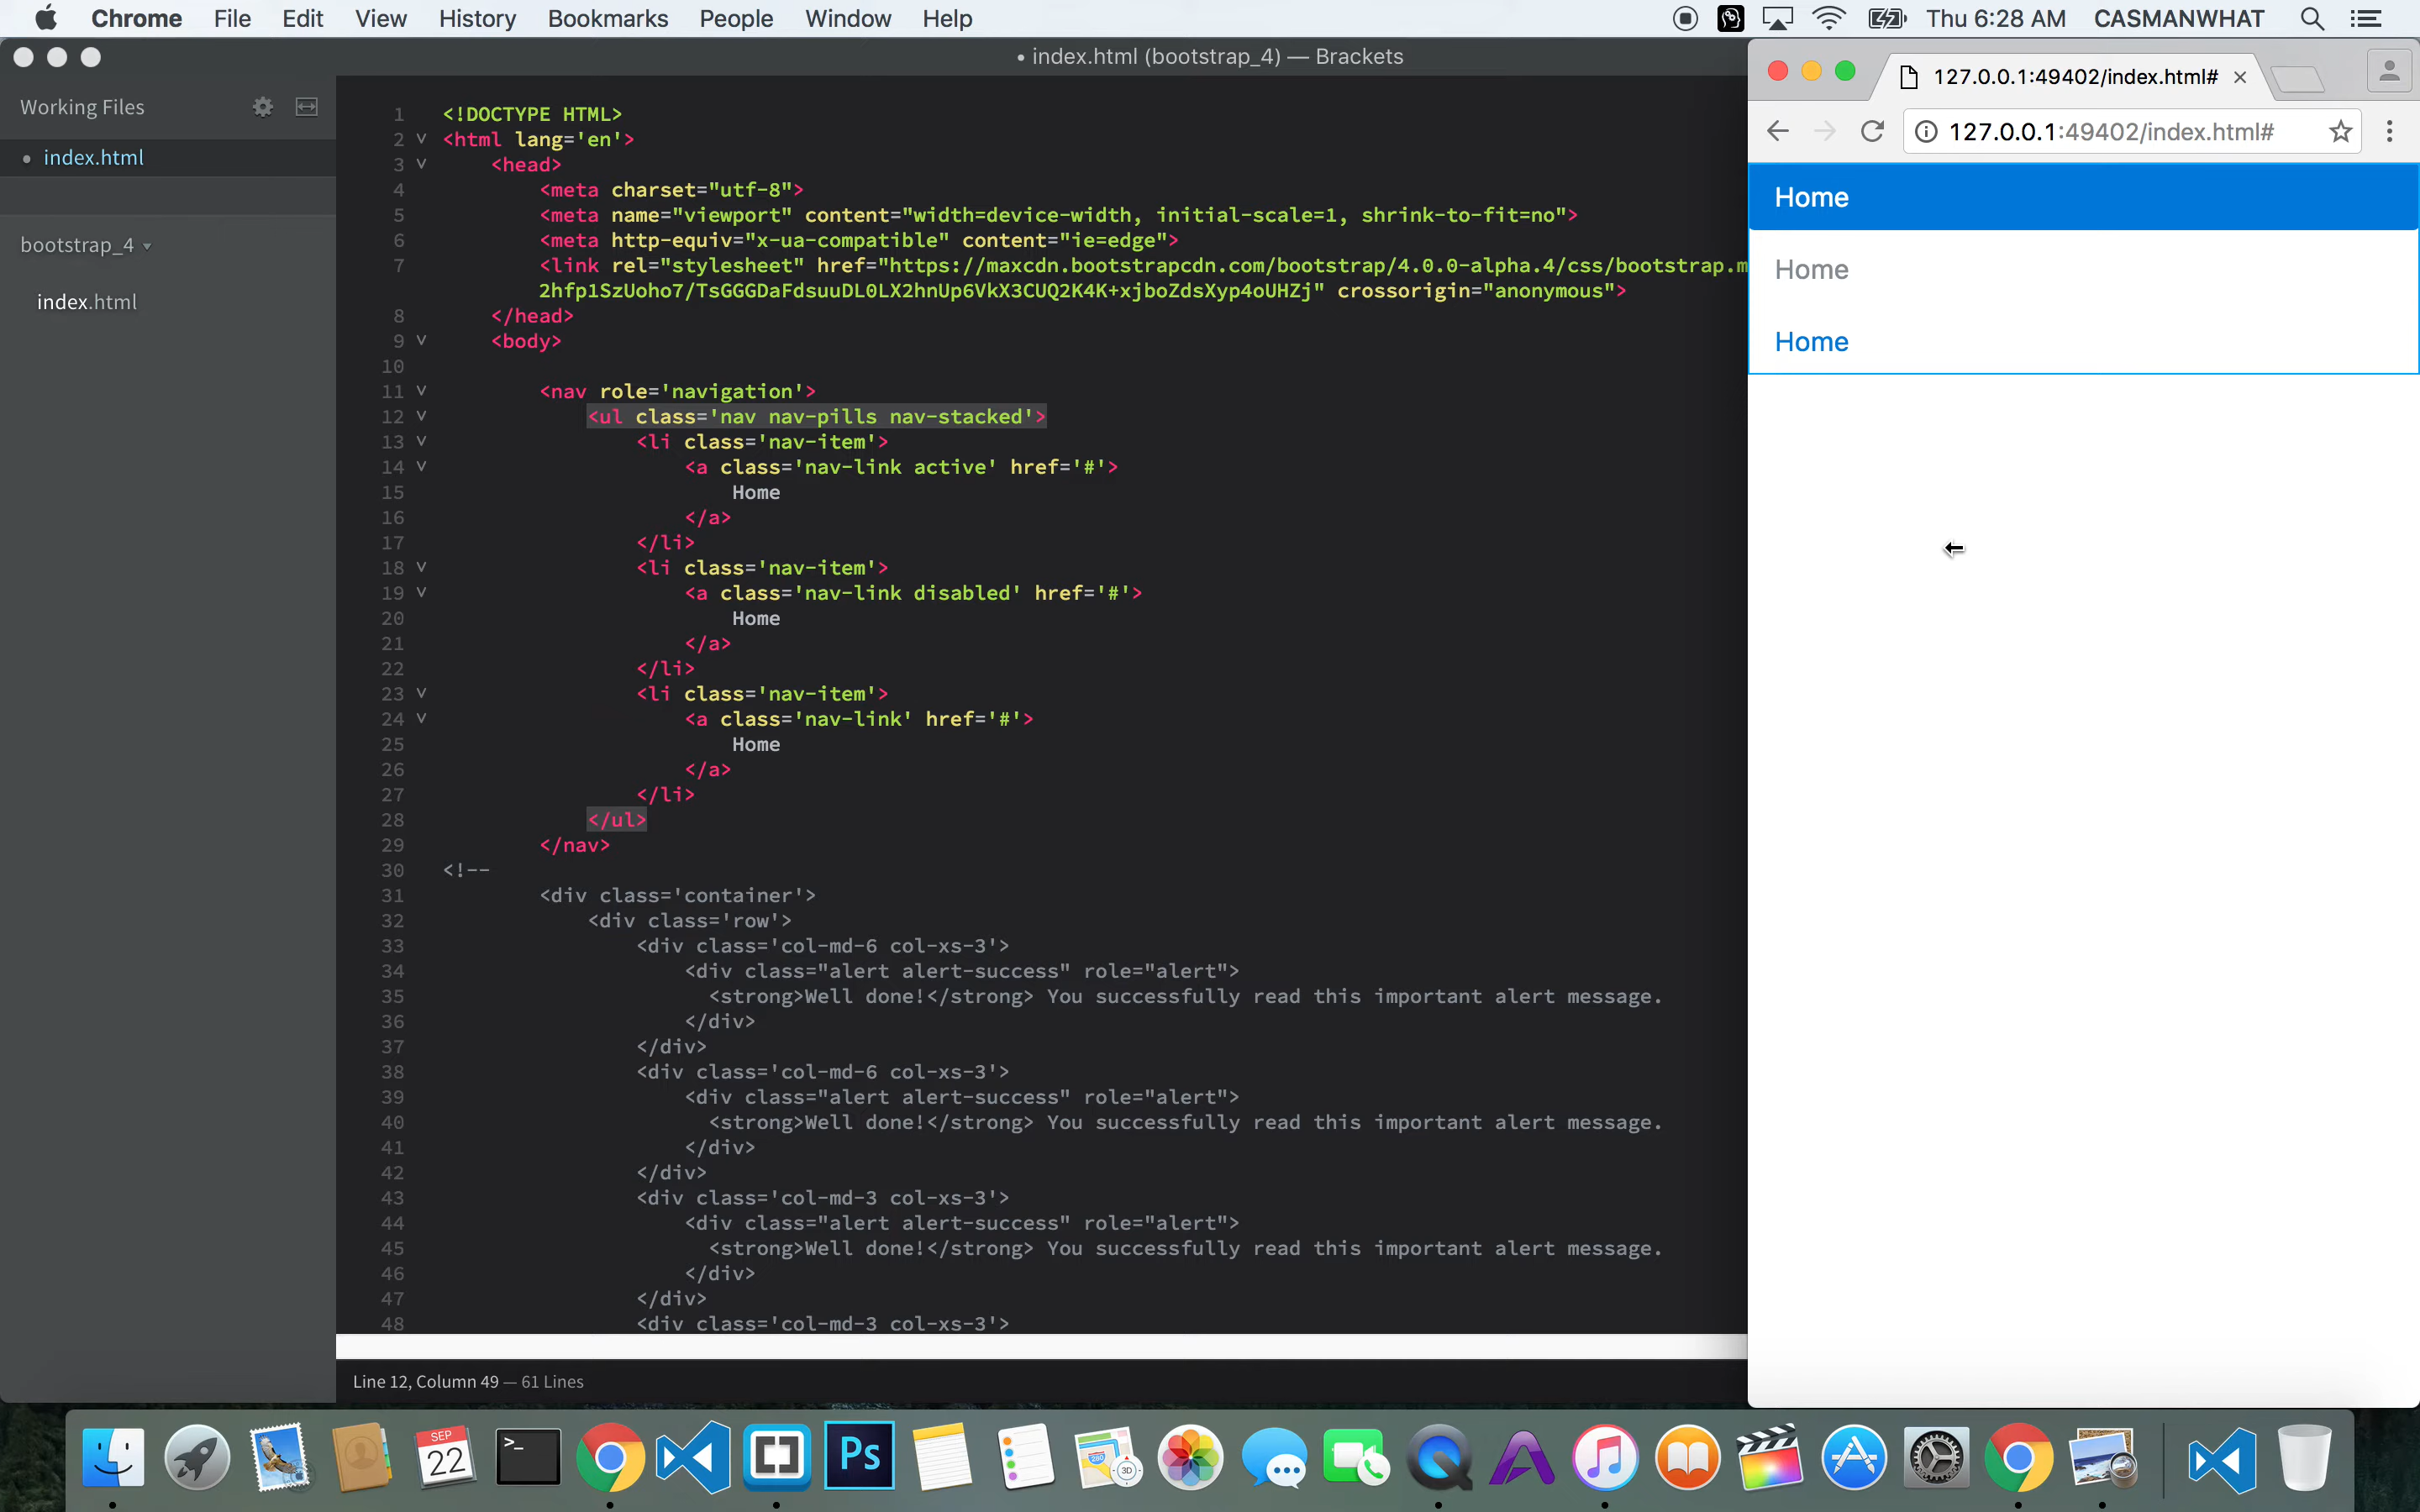 Chrome File Edit View History Bookmarks People Window Help Thu 6:28 AM CASMANWHAT
• index.html (bootstrap_4) — Brackets
Working Files
• index.html
bootstrap_4
index.html
1 <!DOCTYPE HTML>
2 <html lang='en'>
3 <head>
4 <meta charset="utf-8">
5 <meta name="viewport" content="width=device-width, initial-scale=1, shrink-to-fit=no">
6 <meta http-equiv="x-ua-compatible" content="ie=edge">
7 <link rel="stylesheet" href="https://maxcdn.bootstrapcdn.com/bootstrap/4.0.0-alpha.4/css/bootstrap.m
2hfp1SzUoho7/TsGGGDaFdsuuDL0LX2hnUp6VkX3CUQ2K4K+xjboZdsXyp4oUHZj" crossorigin="anonymous">
8 </head>
9 <body>
10
11 <nav role='navigation'>
12 <ul class='nav nav-pills nav-stacked'>
13 <li class='nav-item'>
14 <a class='nav-link active' href='#'>
15 Home
16 </a>
17 </li>
18 <li class='nav-item'>
19 <a class='nav-link disabled' href='#'>
20 Home
21 </a>
22 </li>
23 <li class='nav-item'>
24 <a class='nav-link' href='#'>
25 Home
26 </a>
27 </li>
28 </ul>
29 </nav>
30 <!--
31 <div class='container'>
32 <div class='row'>
33 <div class='col-md-6 col-xs-3'>
34 <div class="alert alert-success" role="alert">
35 <strong>Well done!</strong> You successfully read this important alert message.
36 </div>
37 </div>
38 <div class='col-md-6 col-xs-3'>
39 <div class="alert alert-success" role="alert">
40 <strong>Well done!</strong> You successfully read this important alert message.
41 </div>
42 </div>
43 <div class='col-md-3 col-xs-3'>
44 <div class="alert alert-success" role="alert">
45 <strong>Well done!</strong> You successfully read this important alert message.
46 </div>
47 </div>
48 <div class='col-md-3 col-xs-3'>
Line 12, Column 49 — 61 Lines
127.0.0.1:49402/index.html#
127.0.0.1:49402/index.html#
Home
Home
Home
SEP
22
>_
Ps
280
3D